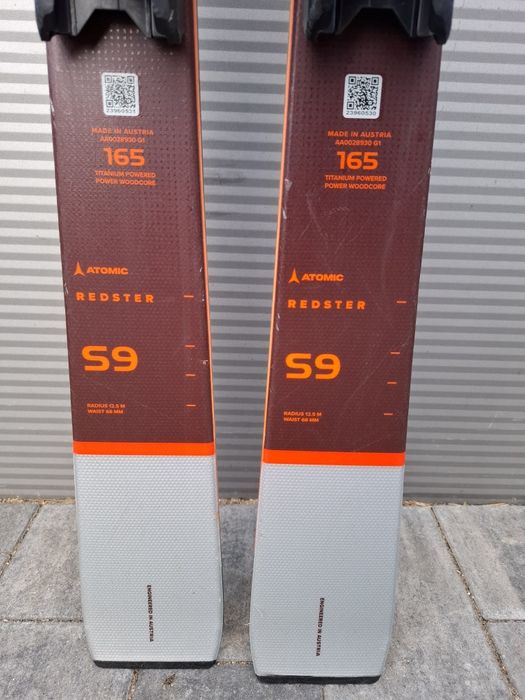 23960531
MADE IN AUSTRIA
AA0028930 G1
165
TITANIUM POWERED
POWER WOODCORE
ATOMIC
REDSTER
S9
RADIUS 12.5 M
WAIST 68 MM
ENGINEERED IN AUSTRIA
23960530
MADE IN AUSTRIA
AA0028930 G1
165
TITANIUM POWERED
POWER WOODCORE
ATOMIC
REDSTER
S9
RADIUS 12.5 M
WAIST 68 MM
ENGINEERED IN AUSTRIA